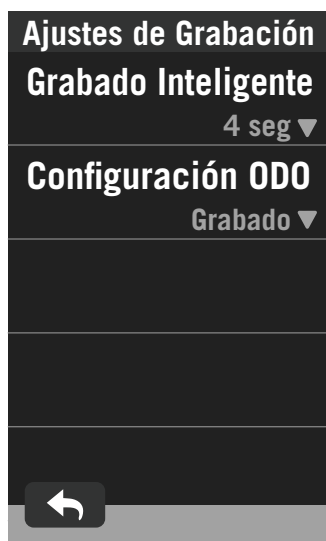 Ajustes de Grabación
Grabado Inteligente
4 seg
Configuración ODO
Grabado